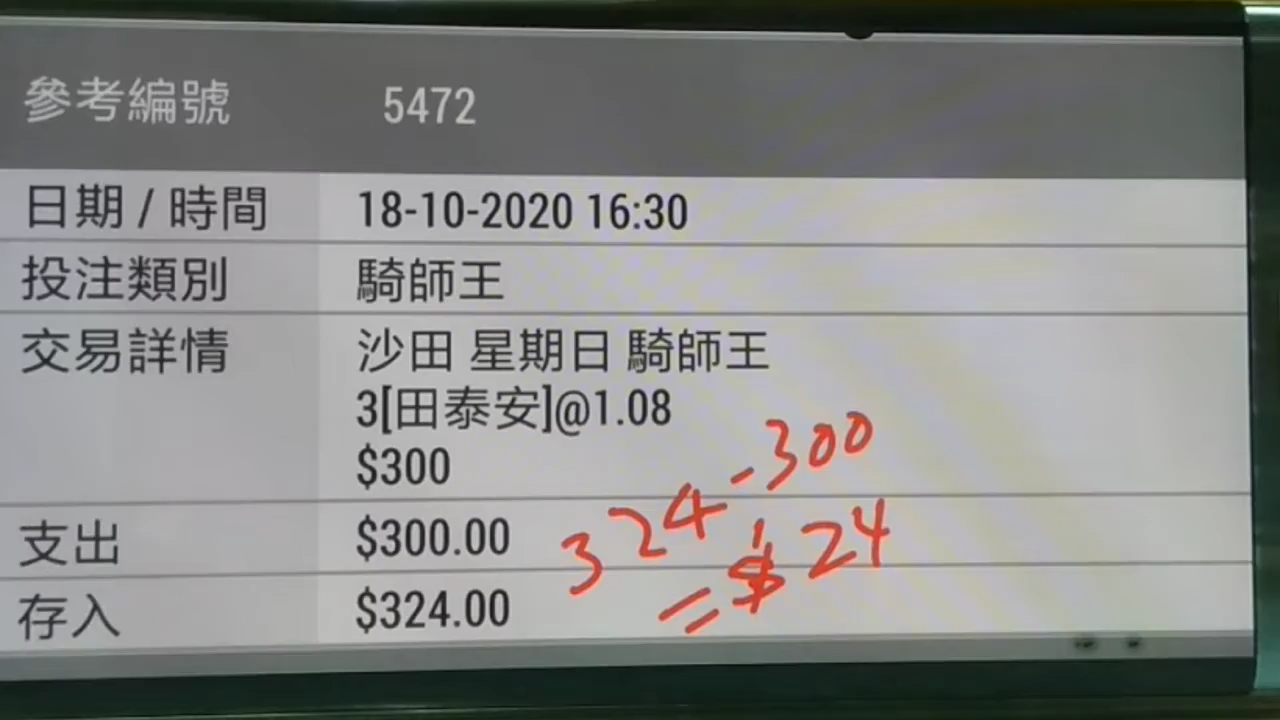 參考編號 5472
日期 / 時間 18-10-2020 16:30
投注類別 騎師王
交易詳情 沙田 星期日 騎師王
3[田泰安]@1.08
$300
支出 $300.00
存入 $324.00
324-300
=$24